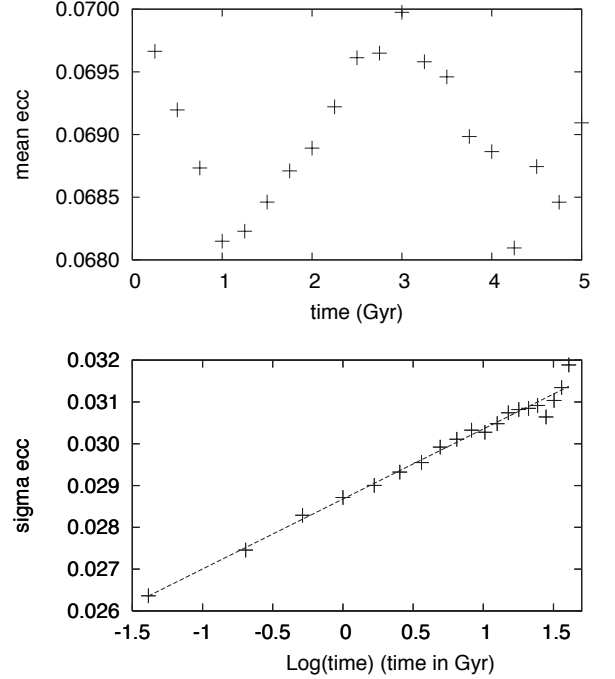 0.0700
0.0695
0.0690
0.0685
0.0680
mean ecc
0 1 2 3 4 5
time (Gyr)
0.032
0.031
0.030
0.029
0.028
0.027
0.026
sigma ecc
-1.5 -1 -0.5 0 0.5 1 1.5
Log(time) (time in Gyr)